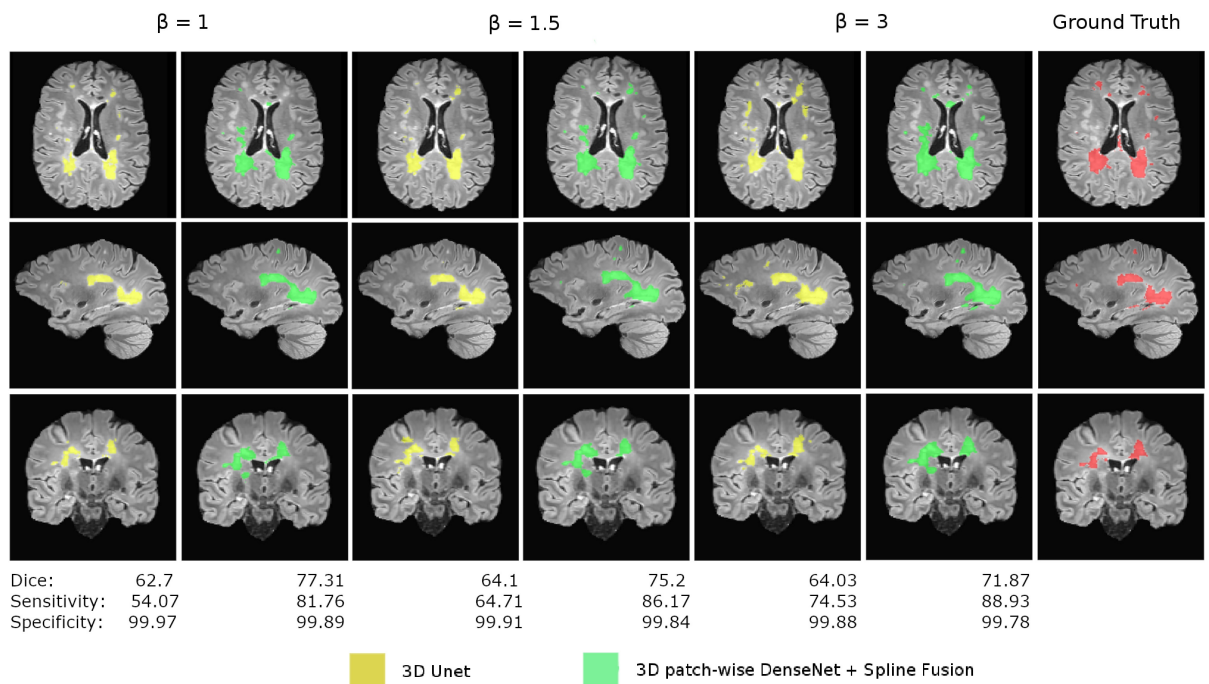 β = 1 β = 1.5 β = 3 Ground Truth
Dice: 62.7 77.31 64.1 75.2 64.03 71.87
Sensitivity: 54.07 81.76 64.71 86.17 74.53 88.93
Specificity: 99.97 99.89 99.91 99.84 99.88 99.78
3D Unet 3D patch-wise DenseNet + Spline Fusion